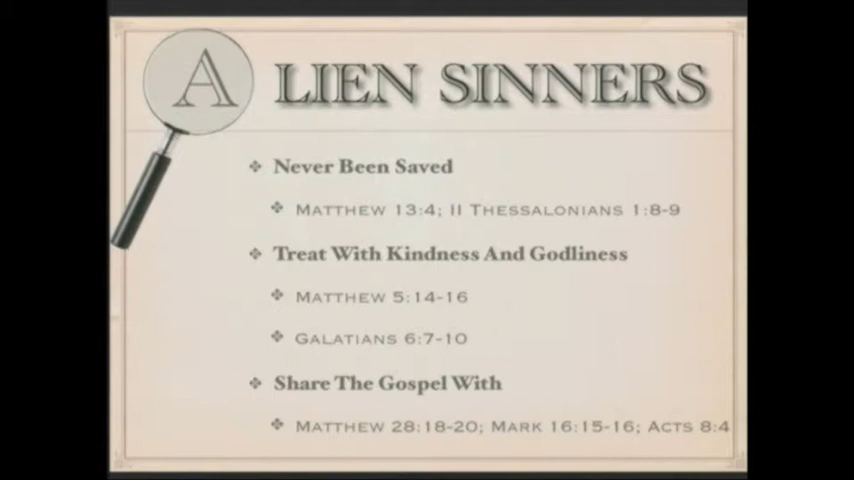 ALIEN SINNERS
Never Been Saved
Matthew 13:4; II Thessalonians 1:8-9
Treat With Kindness And Godliness
Matthew 5:14-16
Galatians 6:7-10
Share The Gospel With
Matthew 28:18-20; Mark 16:15-16; Acts 8:4